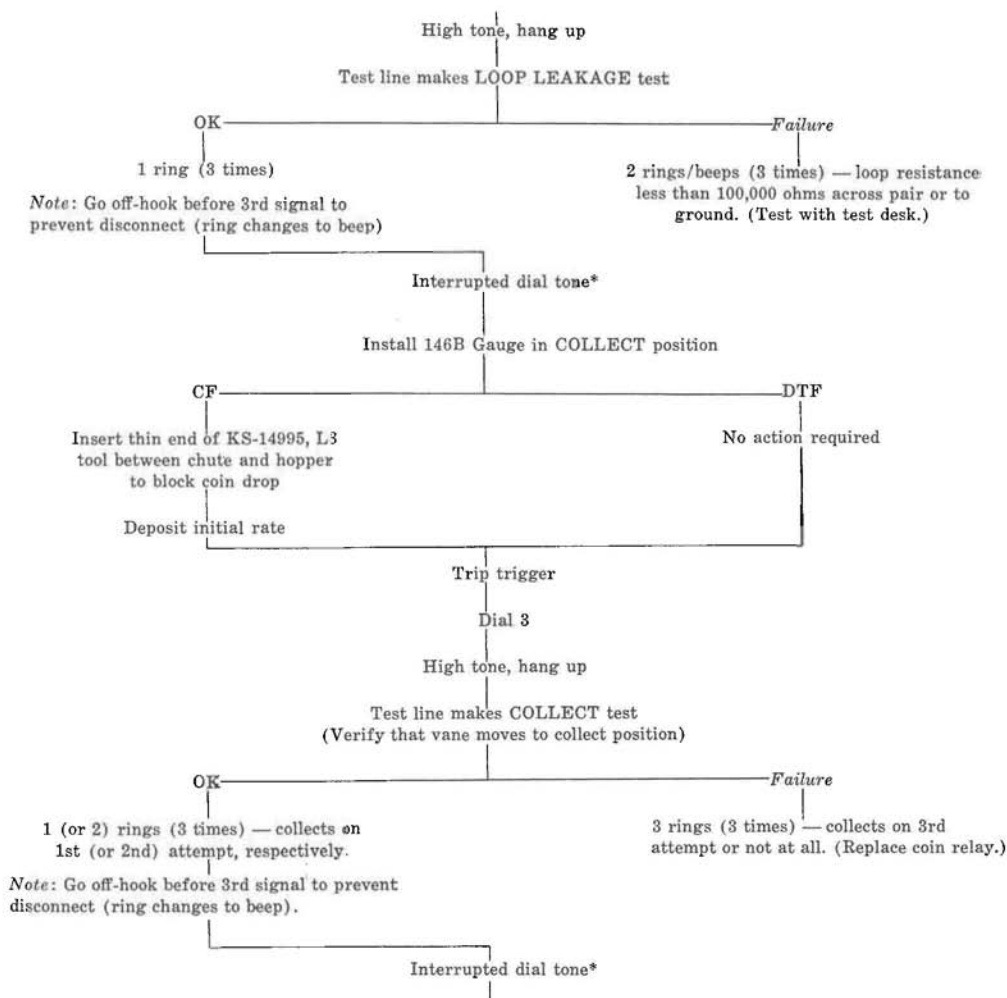 High tone, hang up
Test line makes LOOP LEAKAGE test
OK
Failure
1 ring (3 times)
2 rings/beeps (3 times) — loop resistance
less than 100,000 ohms across pair or to
ground. (Test with test desk.)
Note: Go off-hook before 3rd signal to
prevent disconnect (ring changes to beep)
Interrupted dial tone*
Install 146B Gauge in COLLECT position
CF
DTF
Insert thin end of KS-14995, L3
tool between chute and hopper
to block coin drop
No action required
Deposit initial rate
Trip trigger
Dial 3
High tone, hang up
Test line makes COLLECT test
(Verify that vane moves to collect position)
OK
Failure
1 (or 2) rings (3 times) — collects on
1st (or 2nd) attempt, respectively.
3 rings (3 times) — collects on 3rd
attempt or not at all. (Replace coin relay.)
Note: Go off-hook before 3rd signal to prevent
disconnect (ring changes to beep).
Interrupted dial tone*